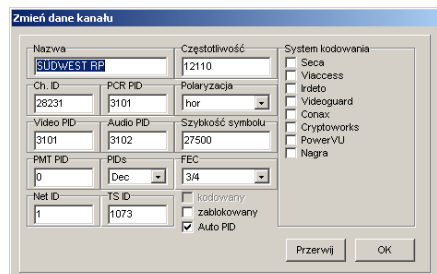 Zmień dane kanału
Nazwa
SÜDWEST RP
Częstotliwość
12110
System kodowania
Seca
Viaccess
Irdeto
Videoguard
Conax
Cryptoworks
PowerVU
Nagra
Ch. ID
28231
PCR PID
3101
Polaryzacja
hor
Video PID
3101
Audio PID
3102
Szybkość symbolu
27500
PMT PID
0
PIDs
Dec
FEC
3/4
Net ID
1
TS ID
1073
kodowany
zablokowany
Auto PID
Przerwij
OK